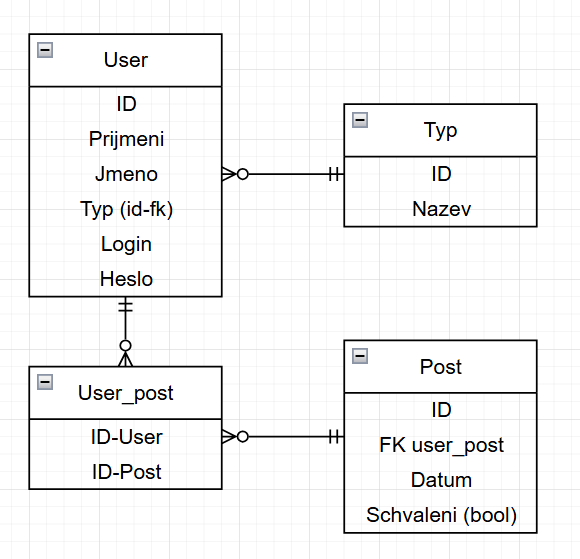 User
ID
Prijmeni
Jmeno
Typ (id-fk)
Login
Heslo
Typ
ID
Nazev
User_post
ID-User
ID-Post
Post
ID
FK user_post
Datum
Schvaleni (bool)